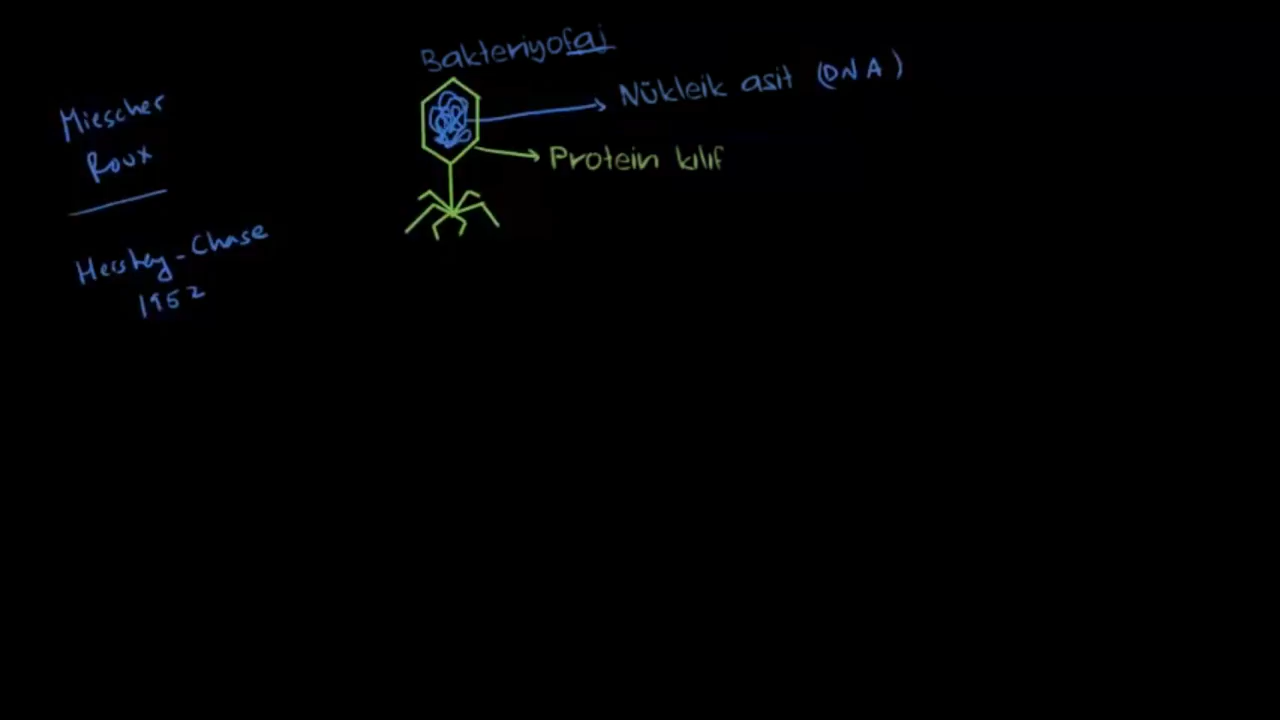 Miescher
Roux
Hershey-Chase
1952
Bakteriyofaj
Nükleik asit (DNA)
Protein kılıf